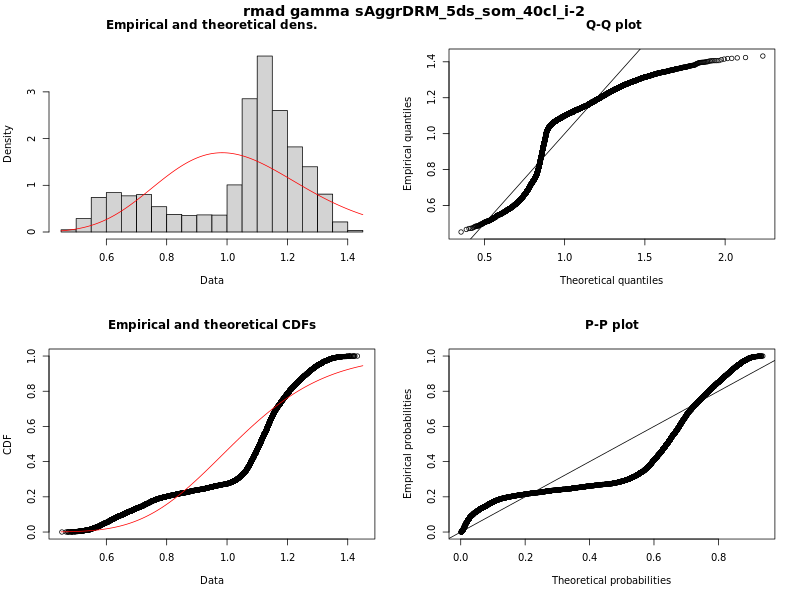 rmad gamma sAggrDRM_5ds_som_40cl_i-2
Empirical and theoretical dens.
Density
0 1 2 3
0.6 0.8 1.0 1.2 1.4
Data
Q-Q plot
Empirical quantiles
0.6 0.8 1.0 1.2 1.4
0.5 1.0 1.5 2.0
Theoretical quantiles
Empirical and theoretical CDFs
CDF
0.0 0.2 0.4 0.6 0.8 1.0
0.6 0.8 1.0 1.2 1.4
Data
P-P plot
Empirical probabilities
0.0 0.2 0.4 0.6 0.8 1.0
0.0 0.2 0.4 0.6 0.8
Theoretical probabilities